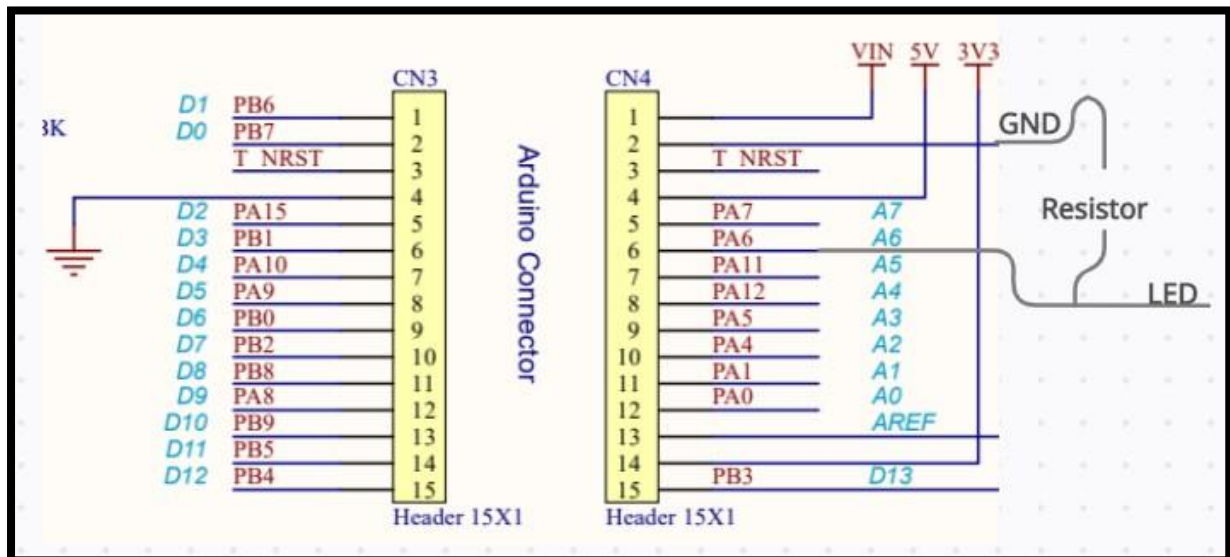 VIN 5V 3V3
CN3 CN4
D1 PB6 1 1
3K D0 PB7 2 2 GND
T_NRST 3 3 T_NRST
4 4
D2 PA15 5 5 PA7 A7 Resistor
D3 PB1 6 6 PA6 A6
D4 PA10 7 7 PA11 A5
D5 PA9 8 8 PA12 A4 LED
D6 PB0 9 9 PA5 A3
D7 PB2 10 10 PA4 A2
D8 PB8 11 11 PA1 A1
D9 PA8 12 12 PA0 A0
D10 PB9 13 13 AREF
D11 PB5 14 14
D12 PB4 15 15 PB3 D13
Arduino Connector
Header 15X1 Header 15X1